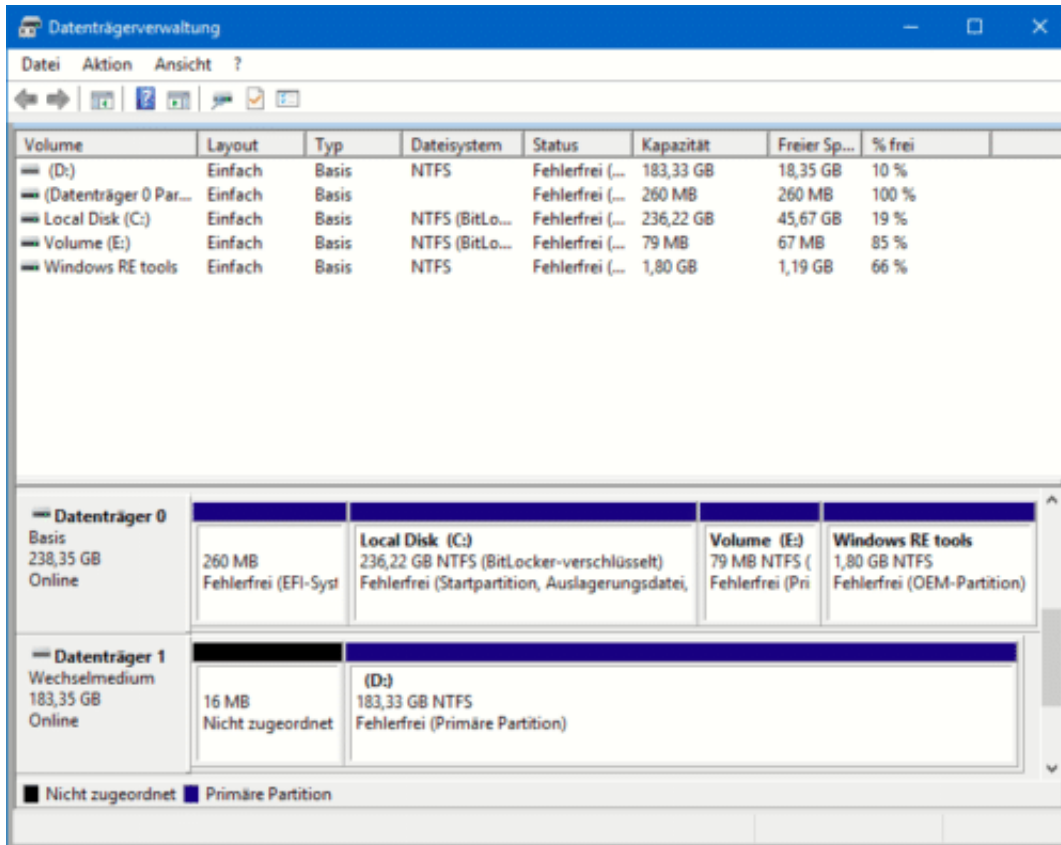 Datenträgerverwaltung
Datei Aktion Ansicht ?
Volume Layout Typ Dateisystem Status Kapazität Freier Sp... % frei
(D:) Einfach Basis NTFS Fehlerfrei (... 183,33 GB 18,35 GB 10 %
(Datenträger 0 Par... Einfach Basis Fehlerfrei (... 260 MB 260 MB 100 %
Local Disk (C:) Einfach Basis NTFS (BitLo... Fehlerfrei (... 236,22 GB 45,67 GB 19 %
Volume (E:) Einfach Basis NTFS (BitLo... Fehlerfrei (... 79 MB 67 MB 85 %
Windows RE tools Einfach Basis NTFS Fehlerfrei (... 1,80 GB 1,19 GB 66 %
Datenträger 0
Basis
238,35 GB
Online
260 MB
Fehlerfrei (EFI-Syst
Local Disk (C:)
236,22 GB NTFS (BitLocker-verschlüsselt)
Fehlerfrei (Startpartition, Auslagerungsdatei,
Volume (E:)
79 MB NTFS (
Fehlerfrei (Pri
Windows RE tools
1,80 GB NTFS
Fehlerfrei (OEM-Partition)
Datenträger 1
Wechselmedium
183,35 GB
Online
16 MB
Nicht zugeordnet
(D:)
183,33 GB NTFS
Fehlerfrei (Primäre Partition)
Nicht zugeordnet Primäre Partition